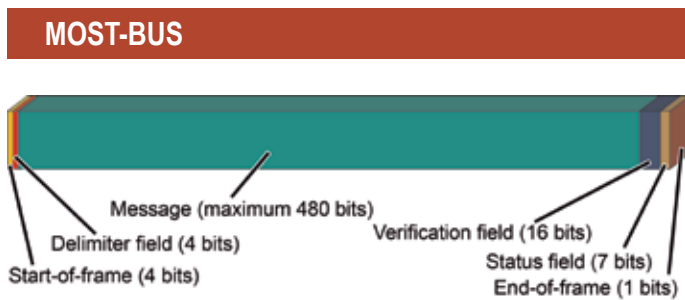 MOST-BUS
Message (maximum 480 bits)
Verification field (16 bits)
Delimiter field (4 bits)
Status field (7 bits)
Start-of-frame (4 bits)
End-of-frame (1 bits)